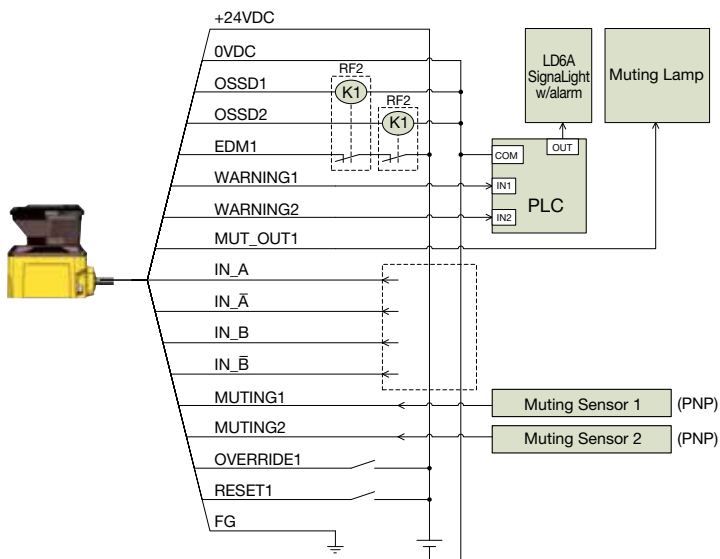 +24VDC
0VDC
OSSD1
OSSD2
EDM1
WARNING1
WARNING2
MUT_OUT1
IN_A
IN_A̅
IN_B
IN_B̅
MUTING1
MUTING2
OVERRIDE1
RESET1
FG
RF2
K1
RF2
K1
LD6A
SignaLight
w/alarm
Muting Lamp
OUT
COM
IN1
IN2
PLC
Muting Sensor 1 (PNP)
Muting Sensor 2 (PNP)